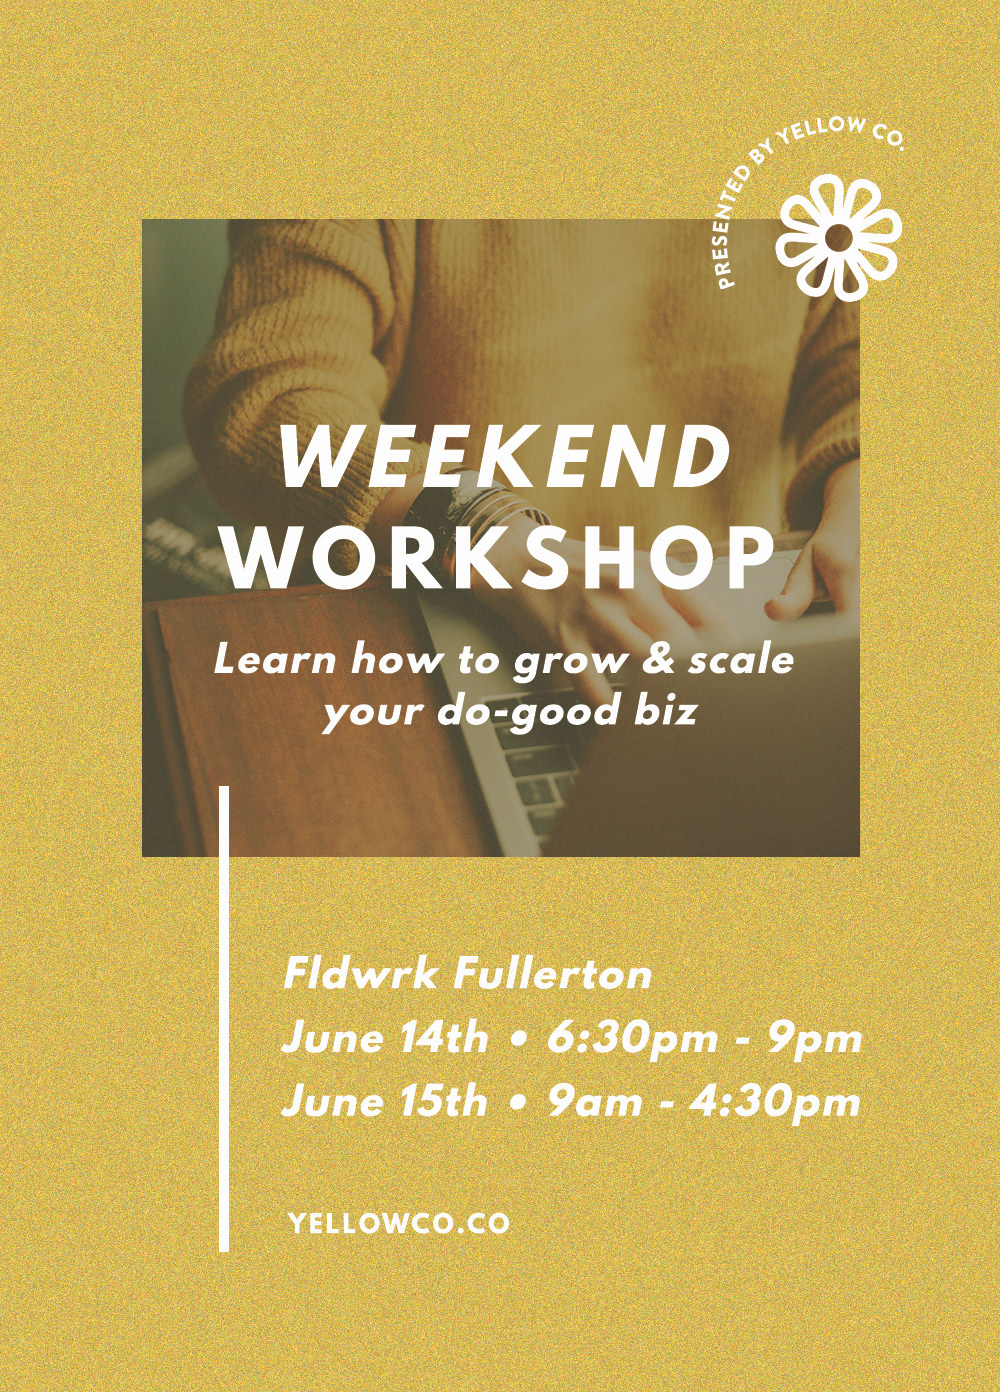 PRESENTED BY YELLOW CO.
WEEKEND
WORKSHOP
Learn how to grow & scale
your do-good biz
Fldwrk Fullerton
June 14th • 6:30pm - 9pm
June 15th • 9am - 4:30pm
YELLOWCO.CO